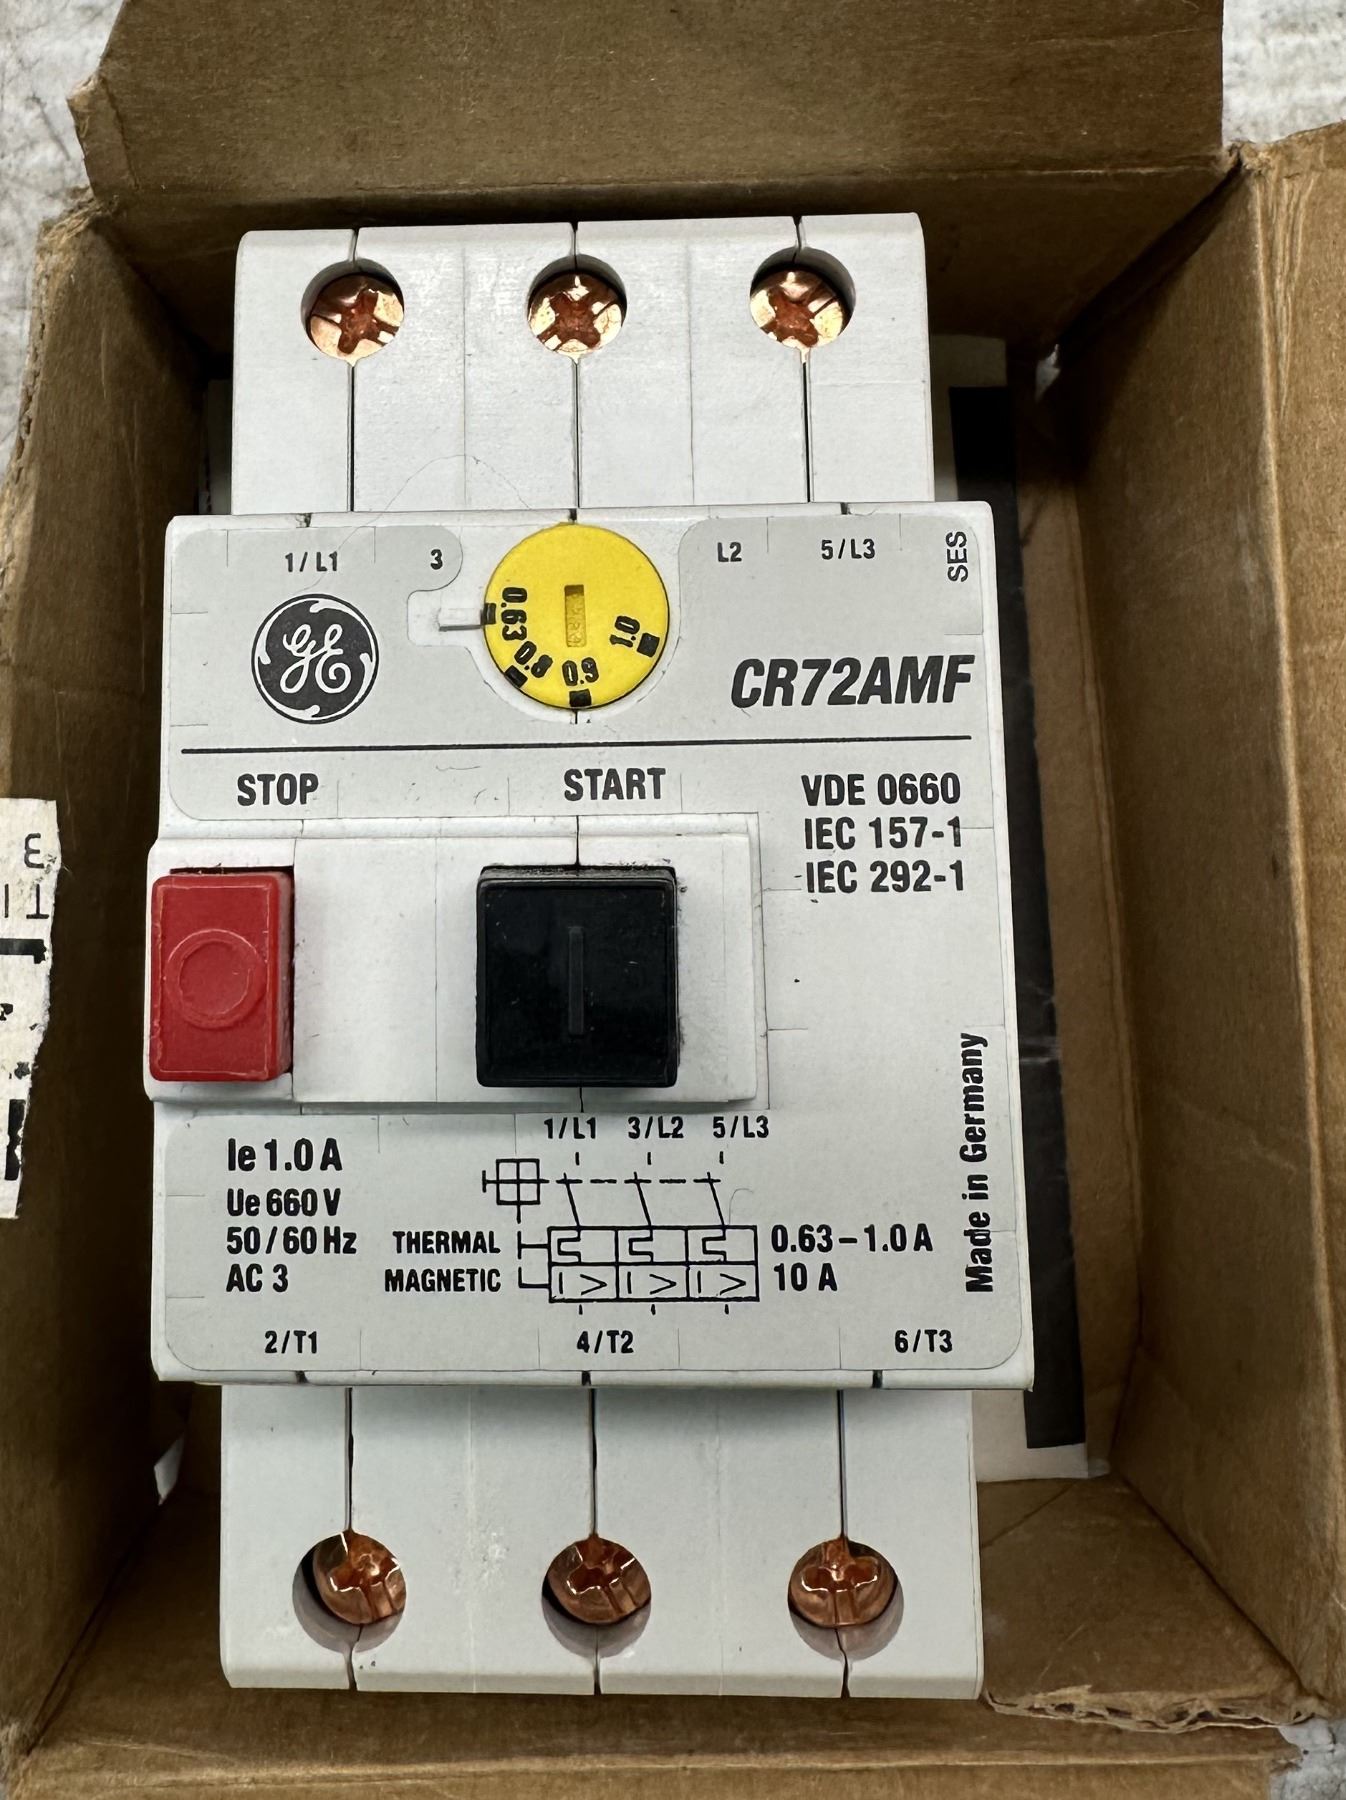 1/L1 3 L2 5/L3
SES
GE
0.63 0.8 0.9 1.0
CR72AMF
STOP START
VDE 0660
IEC 157-1
IEC 292-1
1/L1 3/L2 5/L3
Ie 1.0 A
Ue 660 V
50/60 Hz
AC 3
THERMAL 0.63–1.0 A
MAGNETIC I> I> I> 10 A
Made in Germany
2/T1 4/T2 6/T3